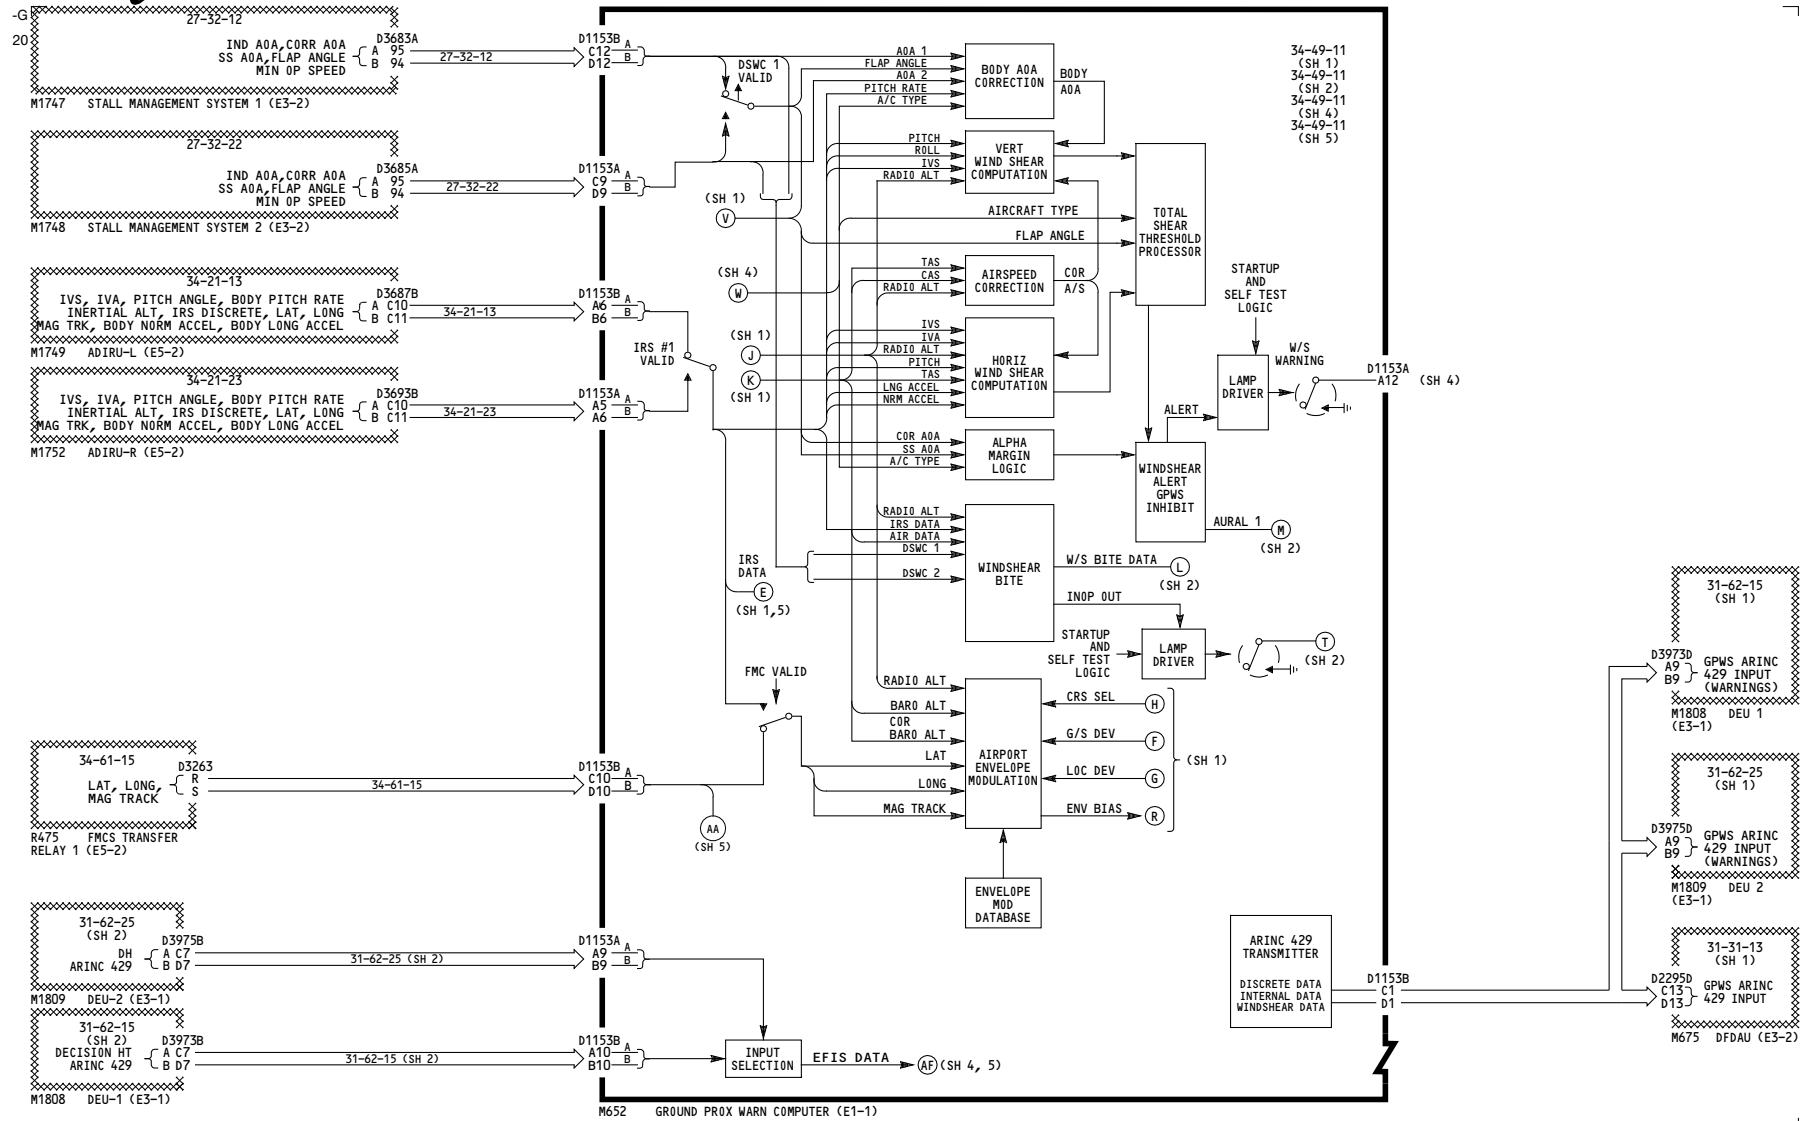 -G
20
27-32-12
IND AOA,CORR AOA
SS AOA,FLAP ANGLE
MIN OP SPEED
D3683A
A 95
B 94
27-32-12
M1747 STALL MANAGEMENT SYSTEM 1 (E3-2)
27-32-22
IND AOA,CORR AOA
SS AOA,FLAP ANGLE
MIN OP SPEED
D3685A
A 95
B 94
27-32-22
M1748 STALL MANAGEMENT SYSTEM 2 (E3-2)
34-21-13
IVS, IVA, PITCH ANGLE, BODY PITCH RATE
INERTIAL ALT, IRS DISCRETE, LAT, LONG
MAG TRK, BODY NORM ACCEL, BODY LONG ACCEL
D3687B
A C10
B C11
34-21-13
M1749 ADIRU-L (E5-2)
34-21-23
IVS, IVA, PITCH ANGLE, BODY PITCH RATE
INERTIAL ALT, IRS DISCRETE, LAT, LONG
MAG TRK, BODY NORM ACCEL, BODY LONG ACCEL
D3693B
A C10
B C11
34-21-23
M1752 ADIRU-R (E5-2)
34-61-15
LAT, LONG,
MAG TRACK
D3263
R
S
34-61-15
R475 FMCS TRANSFER
RELAY 1 (E5-2)
31-62-25
(SH 2)
DH
ARINC 429
D3975B
A C7
B D7
31-62-25 (SH 2)
M1809 DEU-2 (E3-1)
31-62-15
(SH 2)
DECISION HT
ARINC 429
D3973B
A C7
B D7
31-62-15 (SH 2)
M1808 DEU-1 (E3-1)
D1153B
C12 A
D12 B
D1153A
C9 A
D9 B
D1153B
A6 A
B6 B
D1153A
A5 A
A6 B
D1153B
C10 A
D10 B
D1153A
A9 A
B9 B
D1153B
A10 A
B10 B
DSWC 1
VALID
(SH 1)
V
(SH 4)
W
(SH 1)
J
K
(SH 1)
IRS #1
VALID
IRS
DATA
E
(SH 1,5)
FMC VALID
AA
(SH 5)
INPUT
SELECTION
EFIS DATA
AF (SH 4, 5)
AOA 1
FLAP ANGLE
AOA 2
PITCH RATE
A/C TYPE
BODY AOA
CORRECTION
BODY
AOA
PITCH
ROLL
IVS
RADIO ALT
VERT
WIND SHEAR
COMPUTATION
AIRCRAFT TYPE
FLAP ANGLE
TOTAL
SHEAR
THRESHOLD
PROCESSOR
TAS
CAS
RADIO ALT
AIRSPEED
CORRECTION
COR
A/S
IVS
IVA
RADIO ALT
PITCH
TAS
LNG ACCEL
NRM ACCEL
HORIZ
WIND SHEAR
COMPUTATION
COR AOA
SS AOA
A/C TYPE
ALPHA
MARGIN
LOGIC
WINDSHEAR
ALERT
GPWS
INHIBIT
ALERT
STARTUP
AND
SELF TEST
LOGIC
LAMP
DRIVER
W/S
WARNING
D1153A
A12 (SH 4)
AURAL 1
M
(SH 2)
RADIO ALT
IRS DATA
AIR DATA
DSWC 1
DSWC 2
WINDSHEAR
BITE
W/S BITE DATA
L
(SH 2)
INOP OUT
STARTUP
AND
SELF TEST
LOGIC
LAMP
DRIVER
T
(SH 2)
RADIO ALT
BARO ALT
COR
BARO ALT
LAT
LONG
MAG TRACK
AIRPORT
ENVELOPE
MODULATION
CRS SEL
H
G/S DEV
F
LOC DEV
G
ENV BIAS
R
(SH 1)
ENVELOPE
MOD
DATABASE
34-49-11
(SH 1)
34-49-11
(SH 2)
34-49-11
(SH 4)
34-49-11
(SH 5)
ARINC 429
TRANSMITTER
DISCRETE DATA
INTERNAL DATA
WINDSHEAR DATA
D1153B
C1
D1
31-62-15
(SH 1)
D3973D
A9
B9
GPWS ARINC
429 INPUT
(WARNINGS)
M1808 DEU 1
(E3-1)
31-62-25
(SH 1)
D3975D
A9
B9
GPWS ARINC
429 INPUT
(WARNINGS)
M1809 DEU 2
(E3-1)
31-31-13
(SH 1)
D2295D
C13
D13
GPWS ARINC
429 INPUT
M675 DFDAU (E3-2)
M652 GROUND PROX WARN COMPUTER (E1-1)